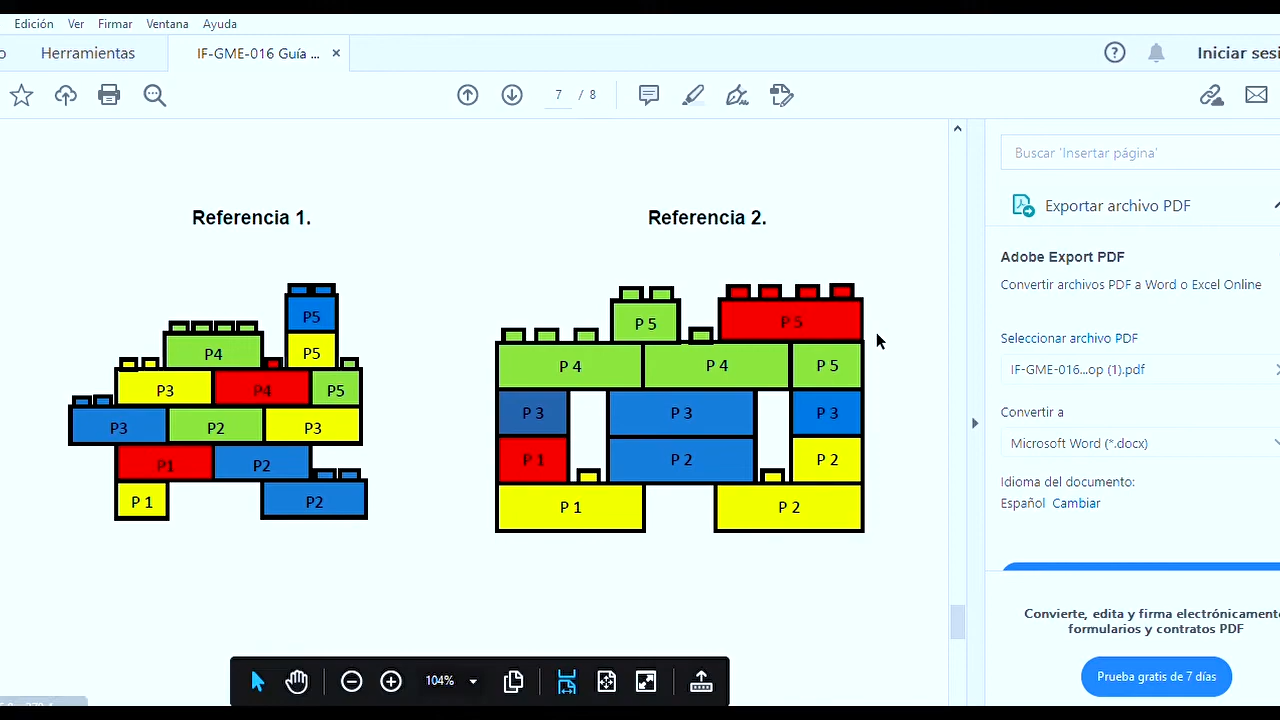 Edición Ver Firmar Ventana Ayuda
Herramientas IF-GME-016 Guía ... × Iniciar sesi
7 / 8
Buscar 'Insertar página'
Exportar archivo PDF
Adobe Export PDF
Convertir archivos PDF a Word o Excel Online
Seleccionar archivo PDF
IF-GME-016...op (1).pdf
Convertir a
Microsoft Word (*.docx)
Idioma del documento:
Español Cambiar
Convierte, edita y firma electrónicamente
formularios y contratos PDF
Prueba gratis de 7 días
Referencia 1.
P5
P4 P5
P3 P4 P5
P3 P2 P3
P1 P2
P 1 P2
Referencia 2.
P 5 P 5
P 4 P 4 P 5
P 3 P 3 P 3
P 1 P 2 P 2
P 1 P 2
104%